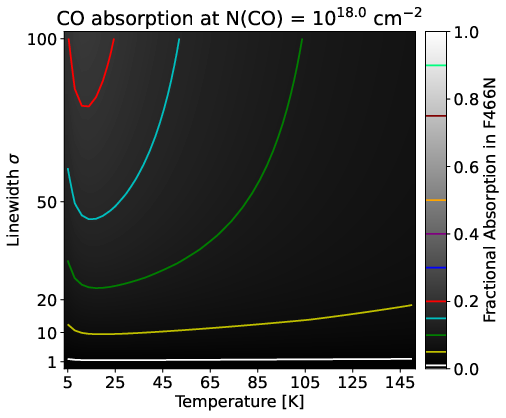 CO absorption at N(CO) = 10^18.0 cm^−2
100
50
20
10
1
Linewidth σ
5 25 45 65 85 105 125 145
Temperature [K]
1.0
0.8
0.6
0.4
0.2
0.0
Fractional Absorption in F466N